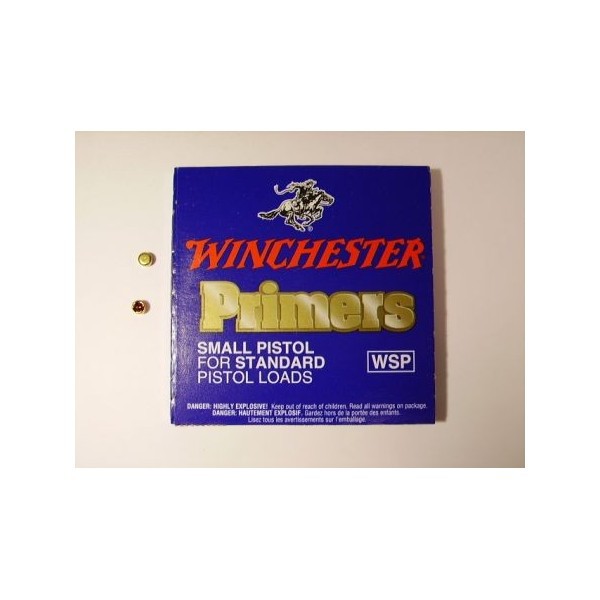 ®
WINCHESTER
Primers
SMALL PISTOL
FOR STANDARD
PISTOL LOADS
WSP
DANGER: HIGHLY EXPLOSIVE! Keep out of reach of children. Read all warnings on package.
DANGER: HAUTEMENT EXPLOSIF. Gardez hors de la portée des enfants.
Lisez tous les avertissements sur l'emballage.